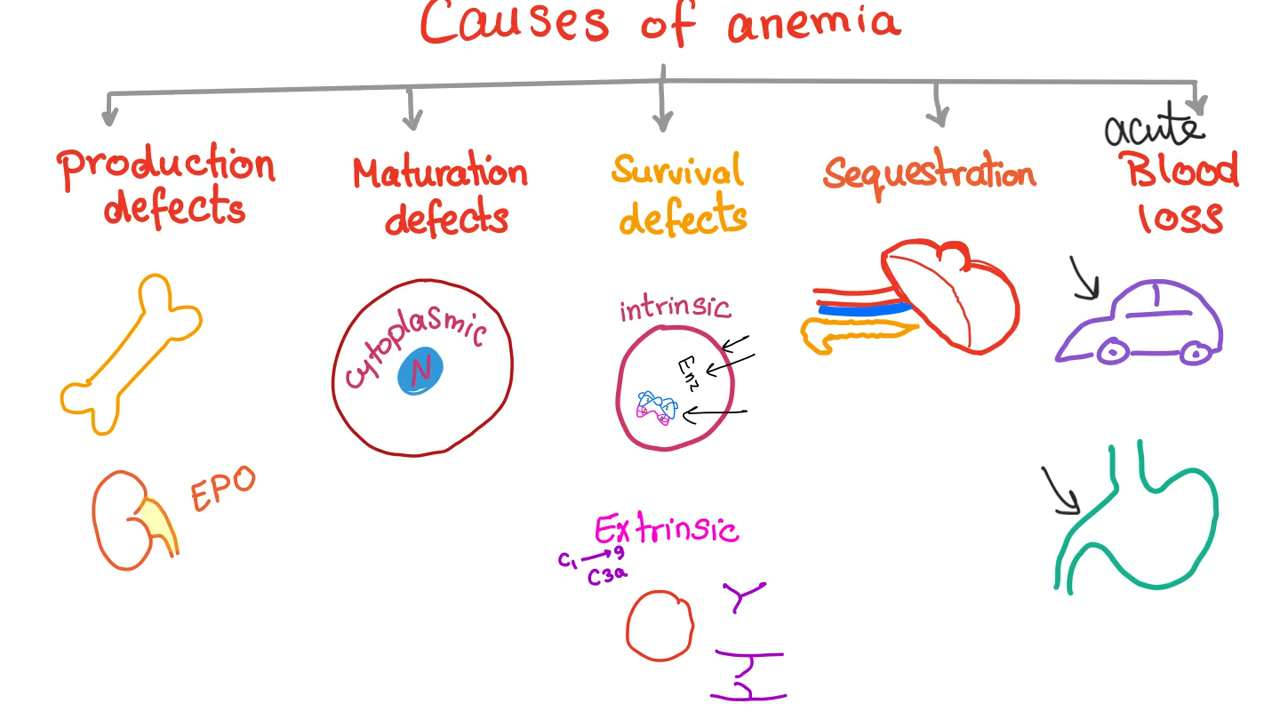 Causes of anemia
Production
defects
Maturation
defects
Survival
defects
Sequestration
acute
Blood
loss
cytoplasmic
N
intrinsic
Enz
EPO
Extrinsic
C1 → 9
C3a